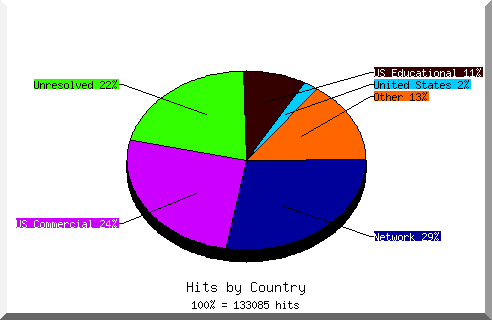 US Educational 11%
Unresolved 22%
United States 2%
Other 13%
US Commercial 24%
Network 29%
Hits by Country
100% = 133085 hits